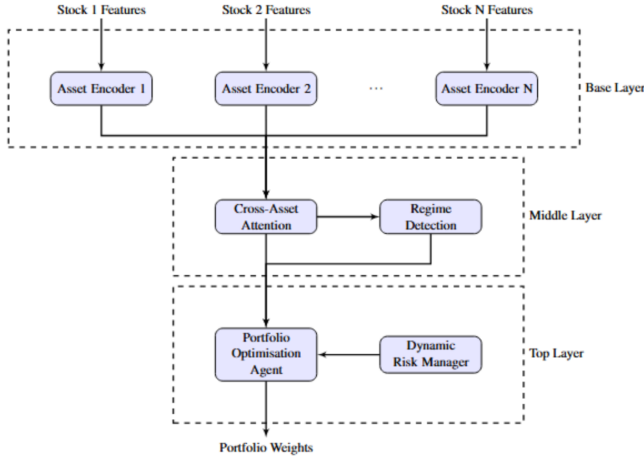 Stock 1 Features
Stock 2 Features
Stock N Features
Asset Encoder 1
Asset Encoder 2
...
Asset Encoder N
Base Layer
Cross-Asset
Attention
Regime
Detection
Middle Layer
Portfolio
Optimisation
Agent
Dynamic
Risk Manager
Top Layer
Portfolio Weights